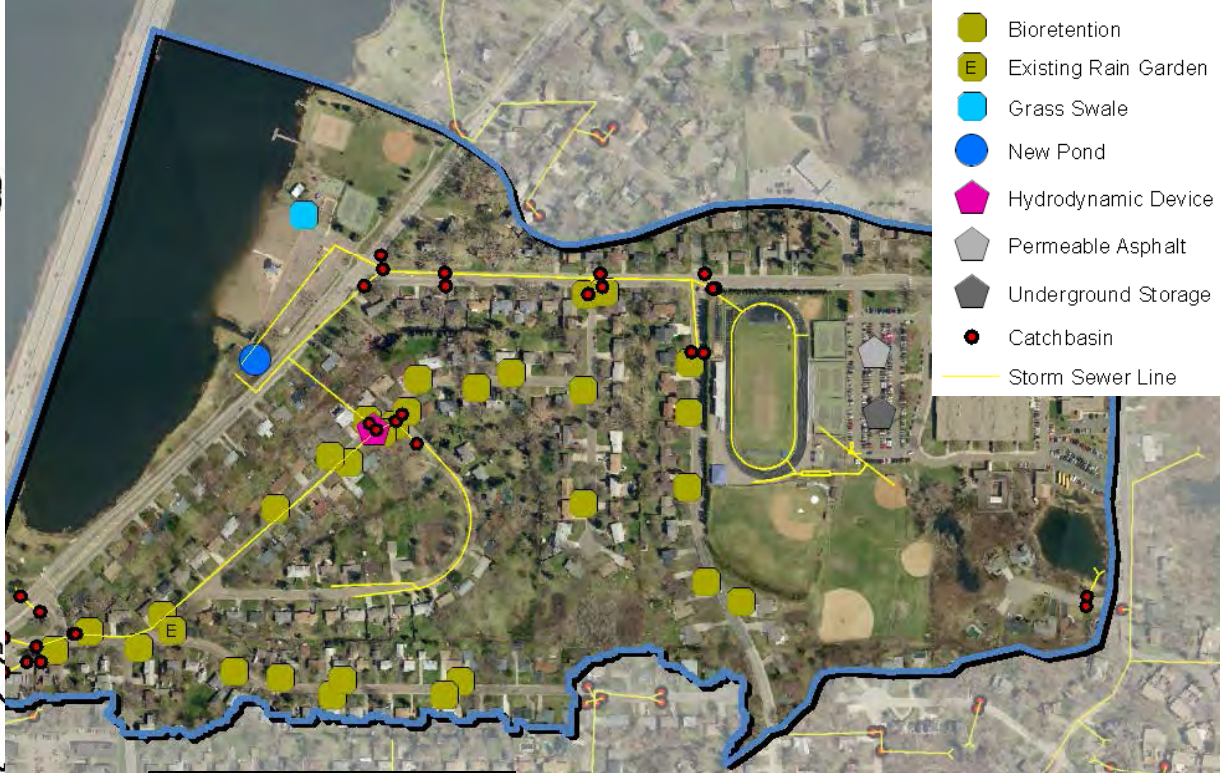 Bioretention
E Existing Rain Garden
Grass Swale
New Pond
Hydrodynamic Device
Permeable Asphalt
Underground Storage
Catchbasin
Storm Sewer Line
E